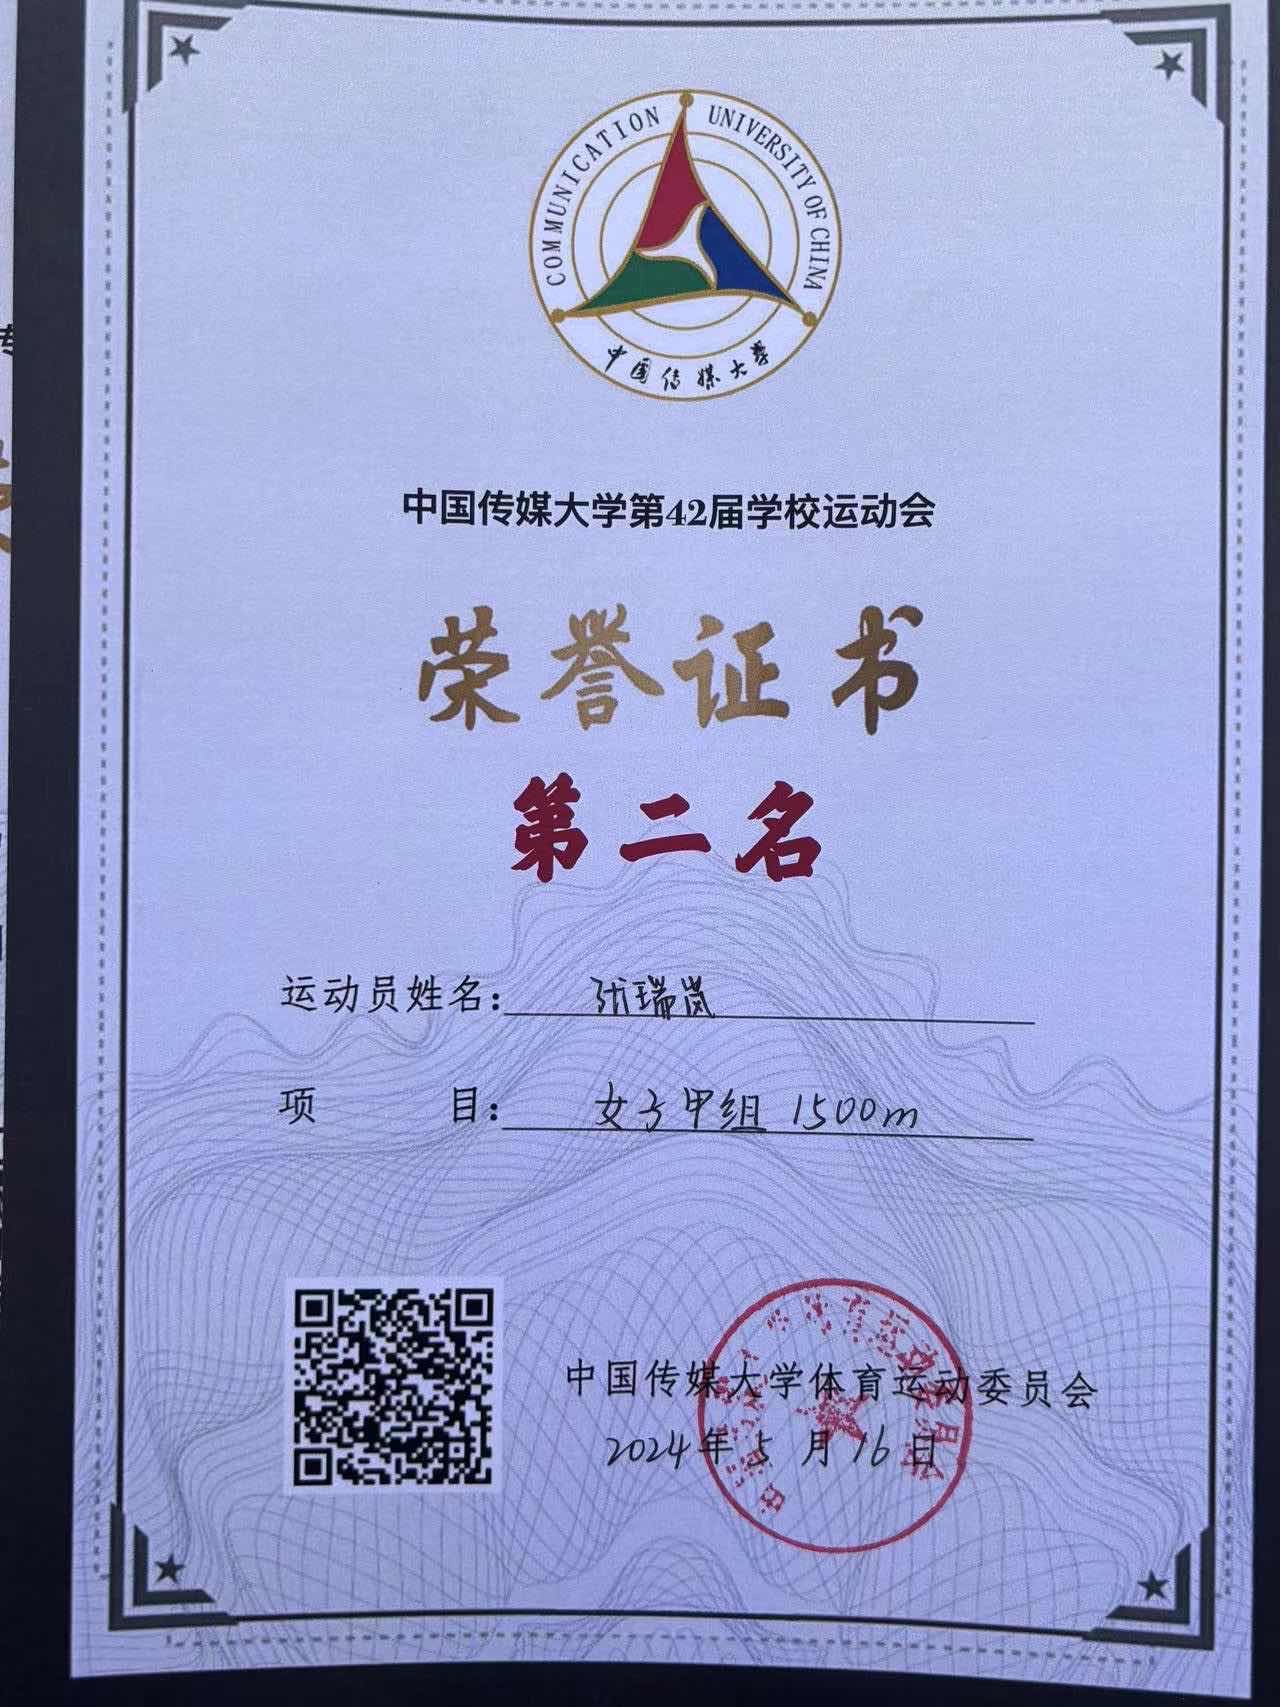 COMMUNICATION UNIVERSITY OF CHINA
中国传媒大学
中国传媒大学第42届学校运动会
荣誉证书
第二名
运动员姓名：张瑞岚
项 目：女子甲组 1500m
中国传媒大学体育运动委员会
2024年5月16日